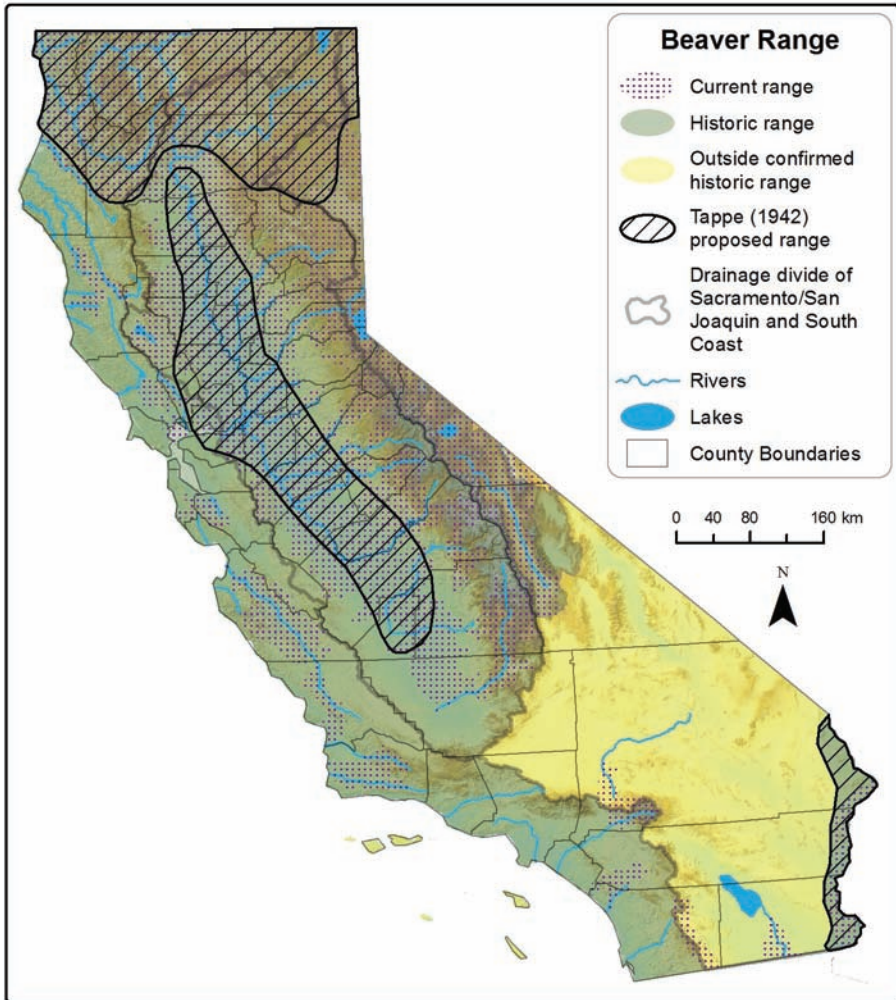 Beaver Range
Current range
Historic range
Outside confirmed
historic range
Tappe (1942)
proposed range
Drainage divide of
Sacramento/San
Joaquin and South
Coast
Rivers
Lakes
County Boundaries
0 40 80 160 km
N